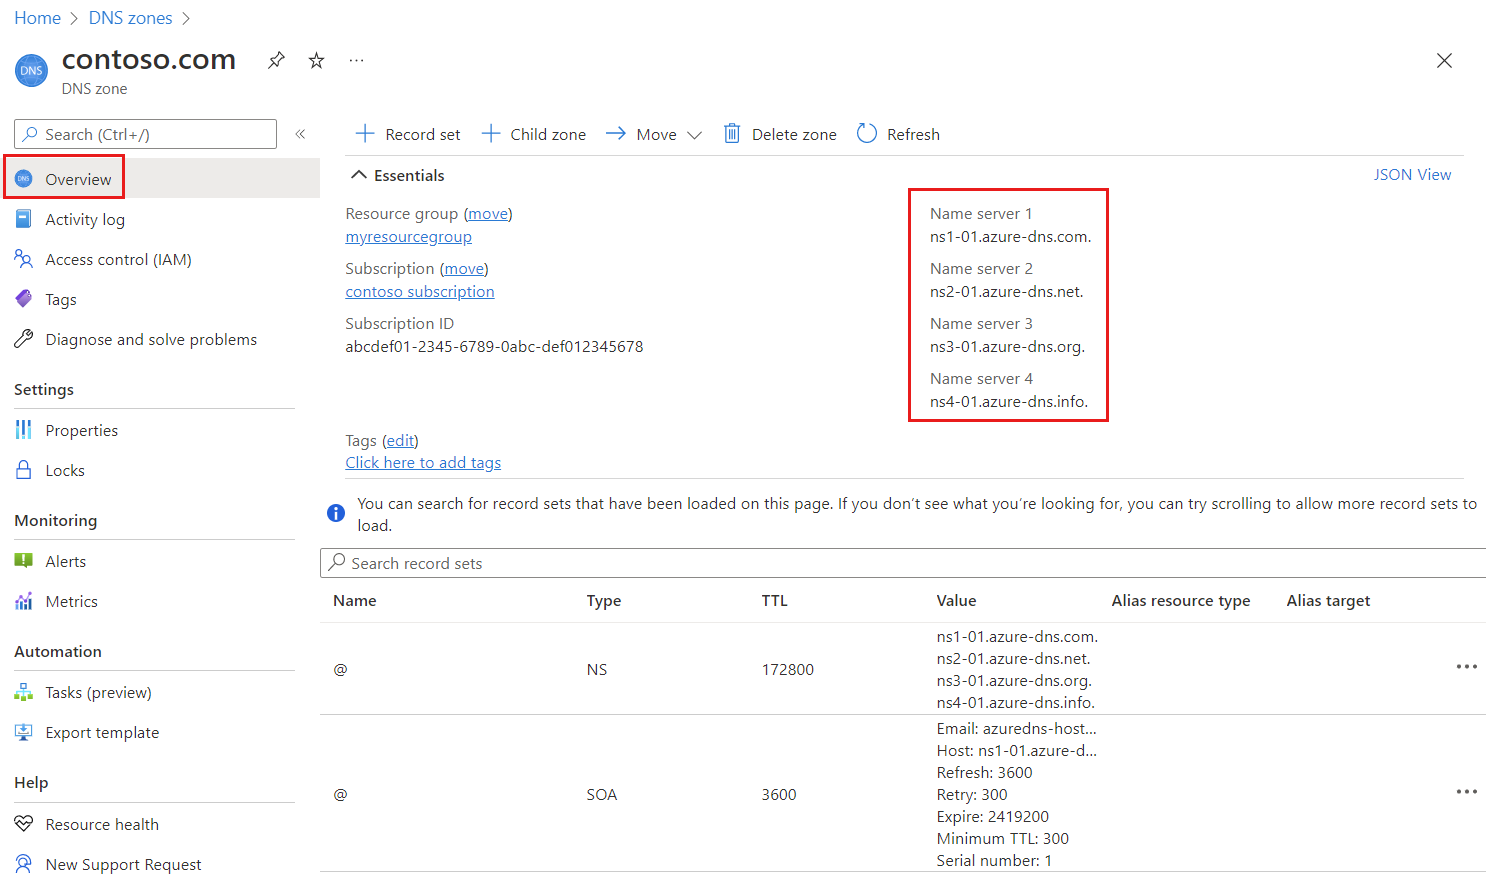 Home > DNS zones >
DNS
contoso.com
...
DNS zone
Search (Ctrl+/)
«
Record set
Child zone
Move
Delete zone
Refresh
DNS
Overview
Activity log
Access control (IAM)
Tags
Diagnose and solve problems
Settings
Properties
Locks
Monitoring
Alerts
Metrics
Automation
Tasks (preview)
Export template
Help
Resource health
New Support Request
Essentials
JSON View
Resource group (move)
myresourcegroup
Subscription (move)
contoso subscription
Subscription ID
abcdef01-2345-6789-0abc-def012345678
Name server 1
ns1-01.azure-dns.com.
Name server 2
ns2-01.azure-dns.net.
Name server 3
ns3-01.azure-dns.org.
Name server 4
ns4-01.azure-dns.info.
Tags (edit)
Click here to add tags
You can search for record sets that have been loaded on this page. If you don't see what you're looking for, you can try scrolling to allow more record sets to
load.
Search record sets
Name Type TTL Value Alias resource type Alias target
@ NS 172800
ns1-01.azure-dns.com.
ns2-01.azure-dns.net.
ns3-01.azure-dns.org.
ns4-01.azure-dns.info.
...
@ SOA 3600
Email: azuredns-host...
Host: ns1-01.azure-d...
Refresh: 3600
Retry: 300
Expire: 2419200
Minimum TTL: 300
Serial number: 1
...